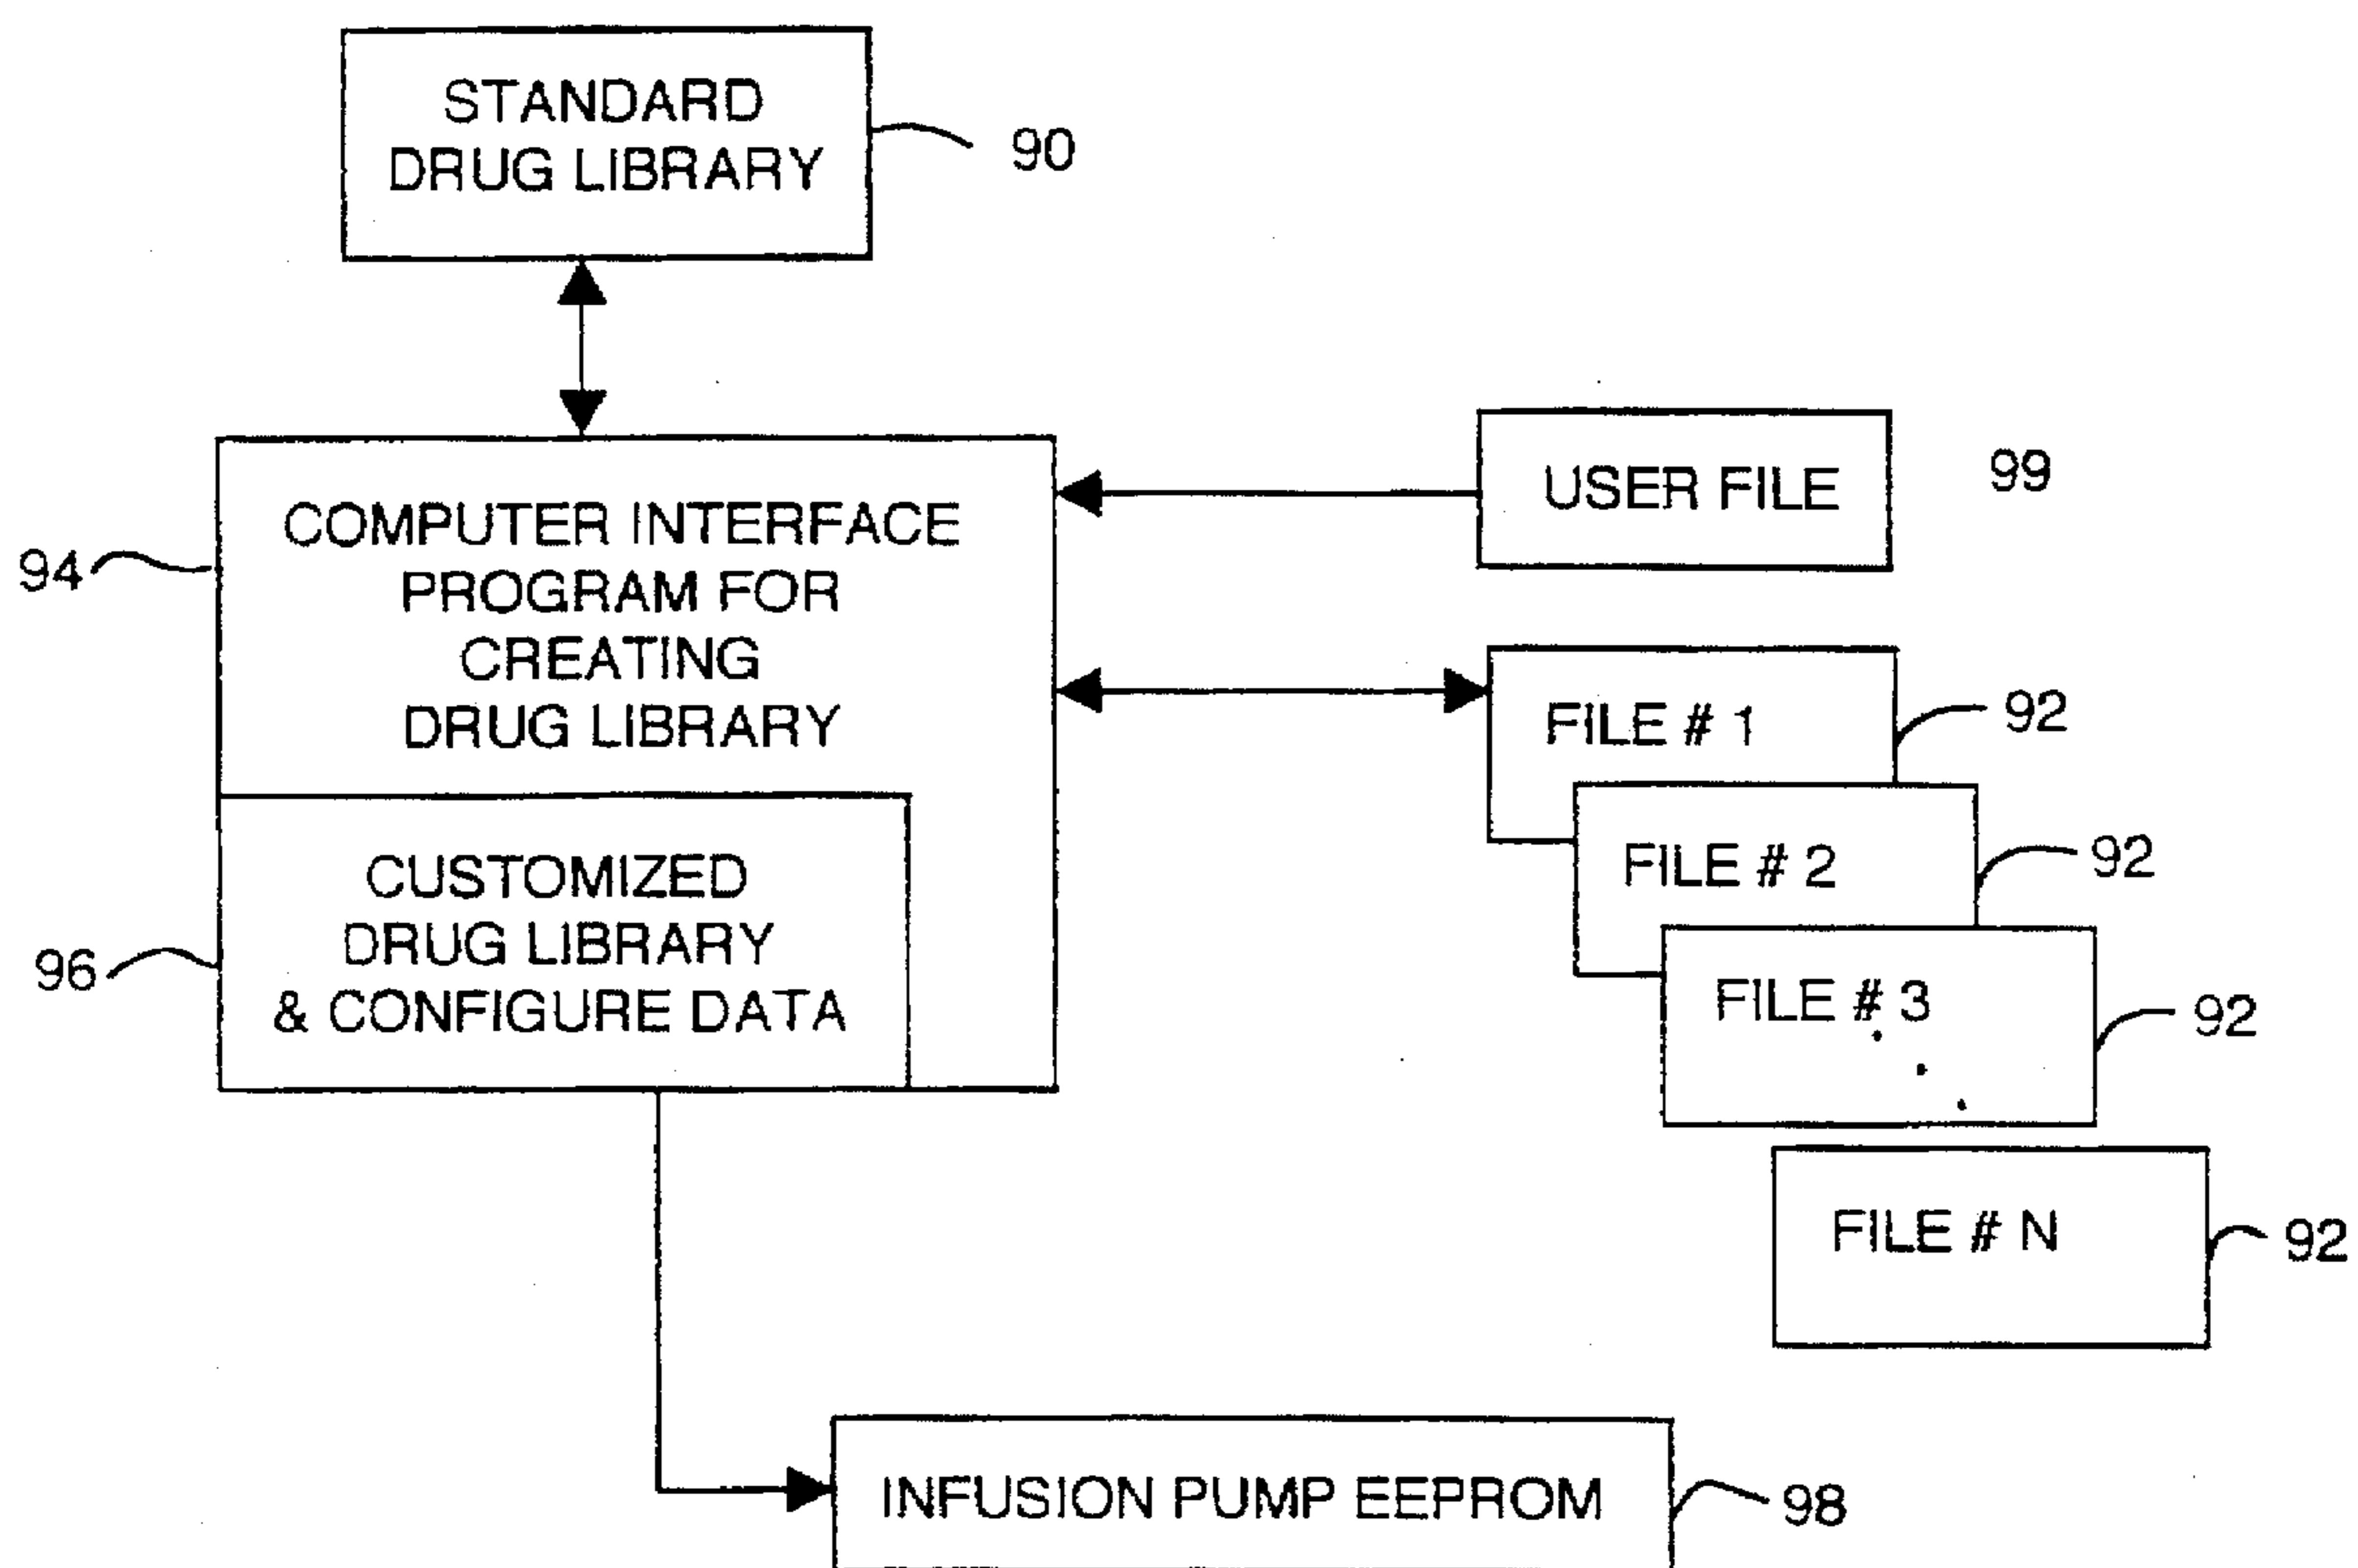 STANDARD
DRUG LIBRARY
90
COMPUTER INTERFACE
PROGRAM FOR
CREATING
DRUG LIBRARY
94
USER FILE
99
FILE # 1
92
FILE # 2
92
FILE # 3
92
FILE # N
92
CUSTOMIZED
DRUG LIBRARY
& CONFIGURE DATA
96
INFUSION PUMP EEPROM
98